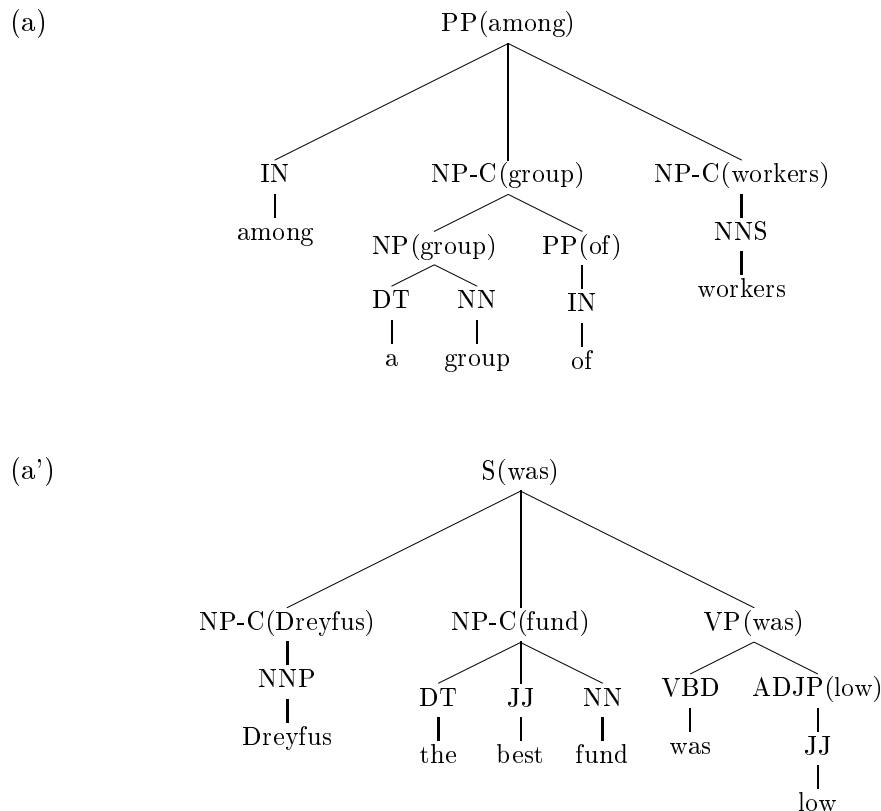 (a) PP(among)
IN NP-C(group) NP-C(workers)
among NP(group) PP(of) NNS
DT NN IN workers
a group of
(a') S(was)
NP-C(Dreyfus) NP-C(fund) VP(was)
NNP DT JJ NN VBD ADJP(low)
Dreyfus the best fund was JJ
low